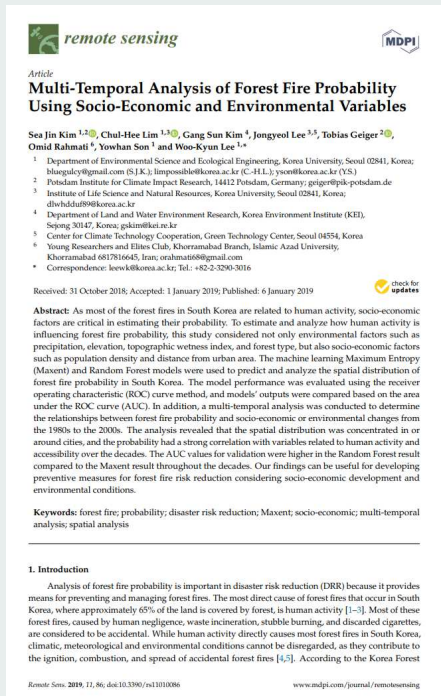 remote sensing
MDPI
Article
Multi-Temporal Analysis of Forest Fire Probability
Using Socio-Economic and Environmental Variables
Sea Jin Kim 1,2, Chul-Hee Lim 1,3, Gang Sun Kim 4, Jongyeol Lee 3,5, Tobias Geiger 2,
Omid Rahmati 6, Yowhan Son 1 and Woo-Kyun Lee 1,*
1 Department of Environmental Science and Ecological Engineering, Korea University, Seoul 02841, Korea;
bluegulcy@gmail.com (S.J.K.); limpossible@korea.ac.kr (C.-H.L.); yson@korea.ac.kr (Y.S.)
2 Potsdam Institute for Climate Impact Research, 14412 Potsdam, Germany; geiger@pik-potsdam.de
3 Institute of Life Science and Natural Resources, Korea University, Seoul 02841, Korea;
dlwhdduf89@korea.ac.kr
4 Department of Land and Water Environment Research, Korea Environment Institute (KEI),
Sejong 30147, Korea; gskim@kei.re.kr
5 Center for Climate Technology Cooperation, Green Technology Center, Seoul 04554, Korea
6 Young Researchers and Elites Club, Khorramabad Branch, Islamic Azad University,
Khorramabad 6817816645, Iran; orahmati68@gmail.com
* Correspondence: leewk@korea.ac.kr; Tel.: +82-2-3290-3016
Received: 31 October 2018; Accepted: 1 January 2019; Published: 6 January 2019
check for
updates
Abstract: As most of the forest fires in South Korea are related to human activity, socio-economic
factors are critical in estimating their probability. To estimate and analyze how human activity is
influencing forest fire probability, this study considered not only environmental factors such as
precipitation, elevation, topographic wetness index, and forest type, but also socio-economic factors
such as population density and distance from urban area. The machine learning Maximum Entropy
(Maxent) and Random Forest models were used to predict and analyze the spatial distribution of
forest fire probability in South Korea. The model performance was evaluated using the receiver
operating characteristic (ROC) curve method, and models' outputs were compared based on the area
under the ROC curve (AUC). In addition, a multi-temporal analysis was conducted to determine
the relationships between forest fire probability and socio-economic or environmental changes from
the 1980s to the 2000s. The analysis revealed that the spatial distribution was concentrated in or
around cities, and the probability had a strong correlation with variables related to human activity and
accessibility over the decades. The AUC values for validation were higher in the Random Forest result
compared to the Maxent result throughout the decades. Our findings can be useful for developing
preventive measures for forest fire risk reduction considering socio-economic development and
environmental conditions.
Keywords: forest fire; probability; disaster risk reduction; Maxent; socio-economic; multi-temporal
analysis; spatial analysis
1. Introduction
Analysis of forest fire probability is important in disaster risk reduction (DRR) because it provides
means for preventing and managing forest fires. The most direct cause of forest fires that occur in South
Korea, where approximately 65% of the land is covered by forest, is human activity [1–3]. Most of these
forest fires, caused by human negligence, waste incineration, stubble burning, and discarded cigarettes,
are considered to be accidental. While human activity directly causes most forest fires in South Korea,
climatic, meteorological and environmental conditions cannot be disregarded, as they contribute to
the ignition, combustion, and spread of accidental forest fires [4,5]. According to the Korea Forest
Remote Sens. 2019, 11, 86; doi:10.3390/rs11010086
www.mdpi.com/journal/remotesensing